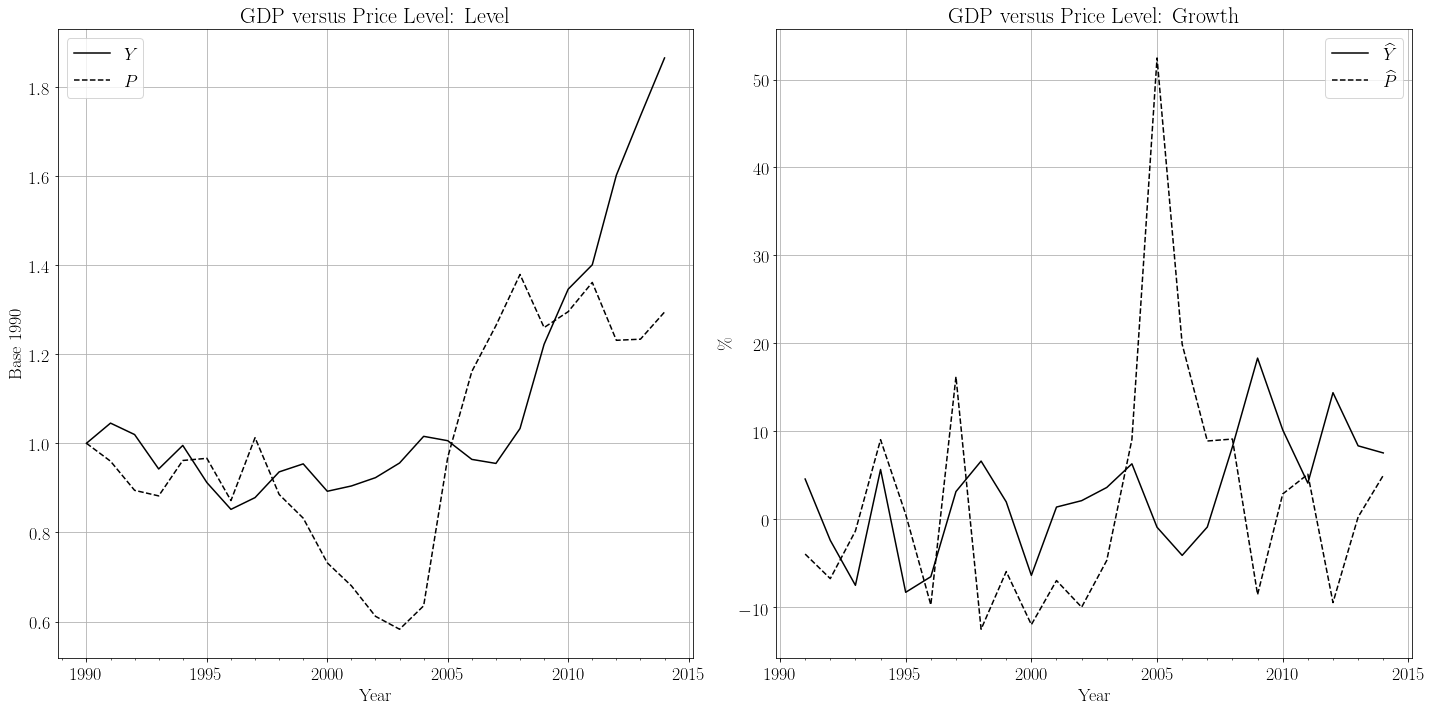 GDP versus Price Level: Level
Y
P
1.8
1.6
1.4
1.2
1.0
0.8
0.6
Base 1990
1990 1995 2000 2005 2010 2015
Year
GDP versus Price Level: Growth
Ŷ
P̂
50
40
30
20
10
0
−10
%
1990 1995 2000 2005 2010 2015
Year